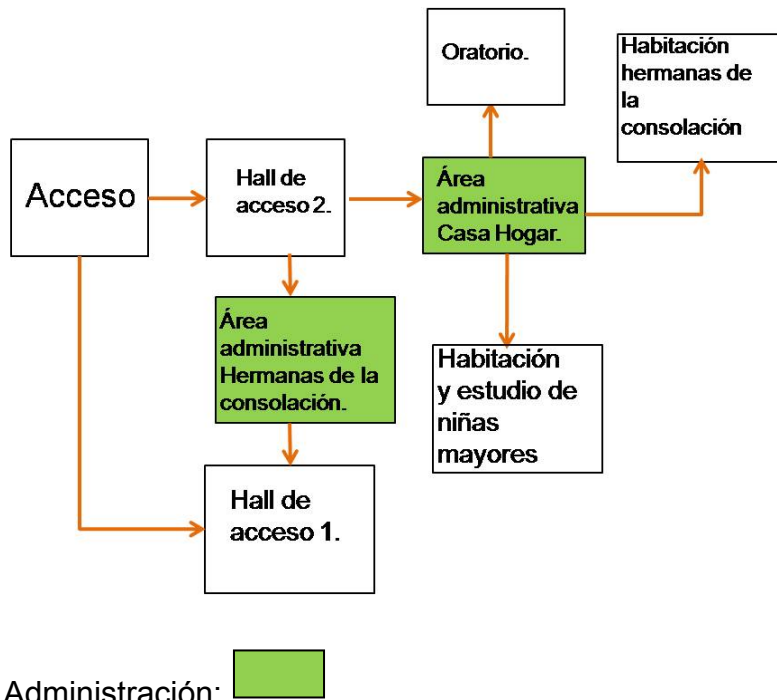 Oratorio.
Habitación
hermanas de
la
consolación
Acceso
Hall de
acceso 2.
Área
administrativa
Casa Hogar.
Área
administrativa
Hermanas de la
consolación.
Habitación
y estudio de
niñas
mayores
Hall de
acceso 1.
Administración: